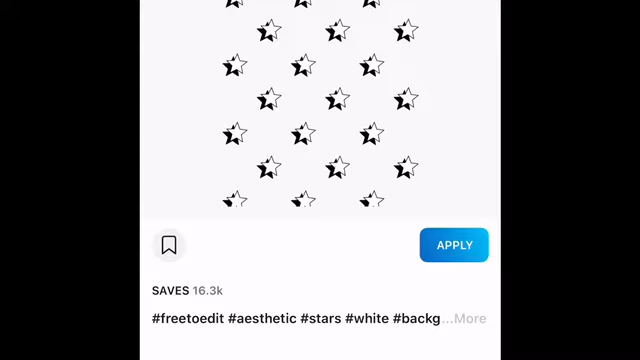 APPLY
SAVES 16.3k
#freetoedit #aesthetic #stars #white #backg...More